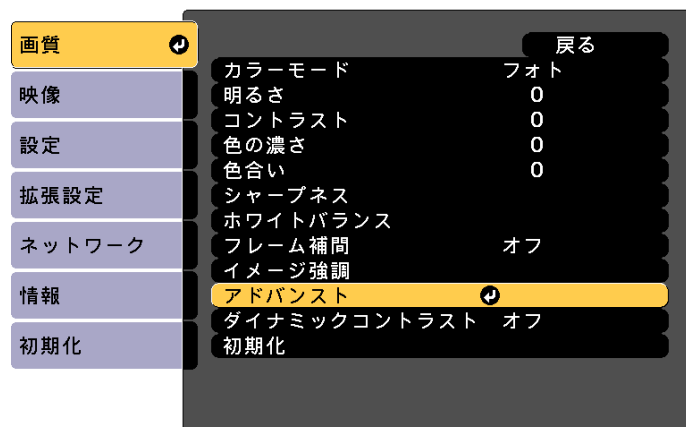 画質
映像
設定
拡張設定
ネットワーク
情報
初期化
戻る
カラーモード フォト
明るさ 0
コントラスト 0
色の濃さ 0
色合い 0
シャープネス
ホワイトバランス
フレーム補間 オフ
イメージ強調
アドバンスト
ダイナミックコントラスト オフ
初期化